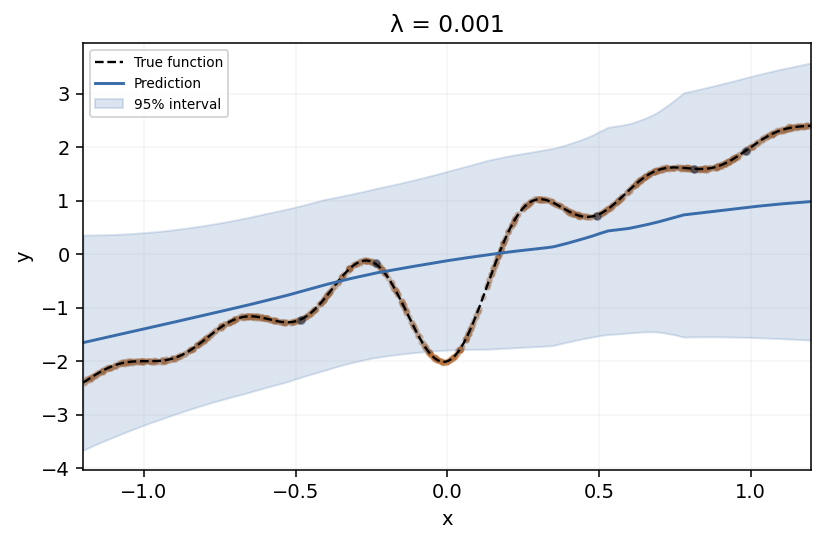 λ = 0.001
True function
Prediction
95% interval
y
3
2
1
0
−1
−2
−3
−4
−1.0 −0.5 0.0 0.5 1.0
x